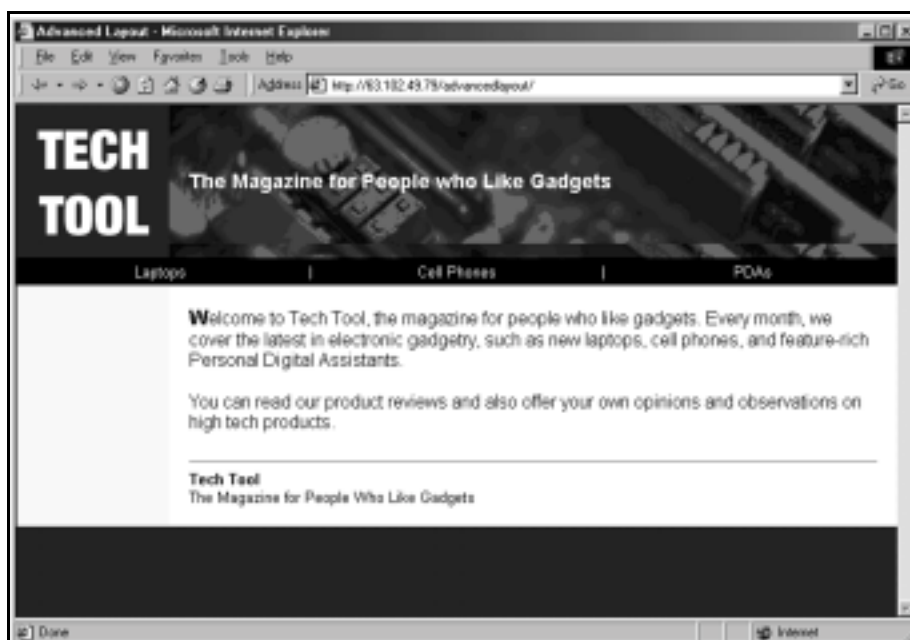 Advanced Layout - Microsoft Internet Explorer
File Edit View Favorites Tools Help
Address http://63.102.49.79/advancedlayout/ Go
TECH
TOOL
The Magazine for People who Like Gadgets
Laptops | Cell Phones | PDAs
Welcome to Tech Tool, the magazine for people who like gadgets. Every month, we
cover the latest in electronic gadgetry, such as new laptops, cell phones, and feature-rich
Personal Digital Assistants.
You can read our product reviews and also offer your own opinions and observations on
high tech products.
Tech Tool
The Magazine for People Who Like Gadgets
Done Internet